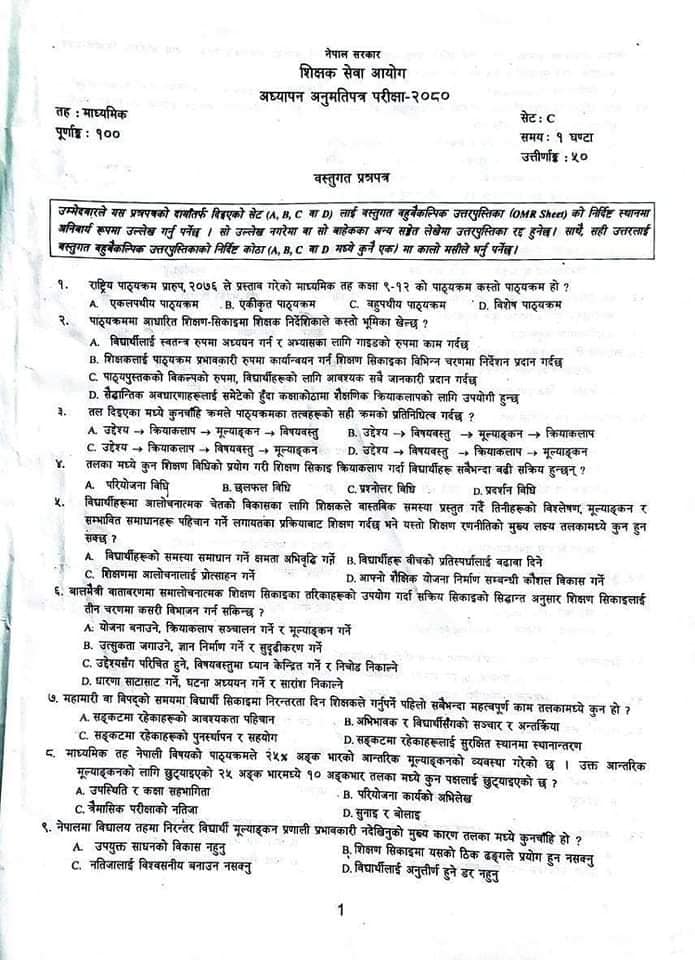 नेपाल सरकार
शिक्षक सेवा आयोग
अध्यापन अनुमतिपत्र परीक्षा-२०८०
तह : माध्यमिक
सेट : C
पूर्णाङ्क : १००
समय : १ घण्टा
उत्तीर्णाङ्क : ५०
वस्तुगत प्रश्नपत्र
उम्मेदवारले यस प्रश्नपत्रको दायाँतर्फ दिइएको सेट (A, B, C वा D) लाई वस्तुगत बहुवैकल्पिक उत्तरपुस्तिका (OMR Sheet) को निर्दिष्ट स्थानमा
अनिवार्य रूपमा उल्लेख गर्नु पर्नेछ । सो उल्लेख नगरेमा वा सो बाहेकका अन्य सङ्केत लेखेमा उत्तरपुस्तिका रद्द हुनेछ। साथै, सही उत्तरलाई
वस्तुगत बहुवैकल्पिक उत्तरपुस्तिकाको निर्दिष्ट कोठा (A, B, C वा D मध्ये कुनै एक) मा कालो मसीले भर्नु पर्नेछ।
१. राष्ट्रिय पाठ्यक्रम प्रारुप, २०७६ ले प्रस्ताव गरेको माध्यमिक तह कक्षा ९-१२ को पाठ्यक्रम कस्तो पाठ्यक्रम हो ?
A. एकलपथीय पाठ्यक्रम B. एकीकृत पाठ्यक्रम C. बहुपथीय पाठ्यक्रम D. विशेष पाठ्यक्रम
२. पाठ्यक्रममा आधारित शिक्षण-सिकाइमा शिक्षक निर्देशिकाले कस्तो भूमिका खेल्छ ?
A. विद्यार्थीलाई स्वतन्त्र रुपमा अध्ययन गर्न र अभ्यासका लागि गाइडको रुपमा काम गर्दछ
B. शिक्षकलाई पाठ्यक्रम प्रभावकारी रुपमा कार्यान्वयन गर्न शिक्षण सिकाइका विभिन्न चरणमा निर्देशन प्रदान गर्दछ
C. पाठ्यपुस्तकको विकल्पको रुपमा, विद्यार्थीहरूको लागि आवश्यक सबै जानकारी प्रदान गर्दछ
D. सैद्धान्तिक अवधारणाहरूलाई समेटेको हुँदा कक्षाकोठामा शैक्षणिक क्रियाकलापको लागि उपयोगी हुन्छ
३. तल दिइएका मध्ये कुनचाहिं क्रमले पाठ्यक्रमका तत्वहरूको सही क्रमको प्रतिनिधित्व गर्दछ ?
A. उद्देश्य → क्रियाकलाप → मूल्याङ्कन → विषयवस्तु B. उद्देश्य → विषयवस्तु → मूल्याङ्कन → क्रियाकलाप
C. उद्देश्य → क्रियाकलाप → विषयवस्तु → मूल्याङ्कन D. उद्देश्य → विषयवस्तु → क्रियाकलाप → मूल्याङ्कन
४. तलका मध्ये कुन शिक्षण विधिको प्रयोग गरी शिक्षण सिकाइ क्रियाकलाप गर्दा विद्यार्थीहरू सबैभन्दा बढी सक्रिय हुन्छन् ?
A. परियोजना विधि B. छलफल विधि C. प्रश्नोत्तर विधि D. प्रदर्शन विधि
५. विद्यार्थीहरूमा आलोचनात्मक चेतको विकासका लागि शिक्षकले वास्तविक समस्या प्रस्तुत गर्दै तिनीहरूको विश्लेषण, मूल्याङ्कन र
सम्भावित समाधानहरू पहिचान गर्ने लगायतका प्रक्रियाबाट शिक्षण गर्दछ भने यस्तो शिक्षण रणनीतिको मुख्य लक्ष्य तलकामध्ये कुन हुन
सक्छ ?
A. विद्यार्थीहरूको समस्या समाधान गर्ने क्षमता अभिवृद्धि गर्ने B. विद्यार्थीहरू बीचको प्रतिस्पर्धालाई बढावा दिने
C. शिक्षणमा आलोचनालाई प्रोत्साहन गर्ने D. आफ्नो शैक्षिक योजना निर्माण सम्बन्धी कौशल विकास गर्ने
६. बालमैत्री वातावरणमा समालोचनात्मक शिक्षण सिकाइका तरिकाहरूको उपयोग गर्दा सक्रिय सिकाइको सिद्धान्त अनुसार शिक्षण सिकाइलाई
तीन चरणमा कसरी विभाजन गर्न सकिन्छ ?
A. योजना बनाउने, क्रियाकलाप सञ्चालन गर्ने र मूल्याङ्कन गर्ने
B. उत्सुकता जगाउने, ज्ञान निर्माण गर्ने र सुदृढीकरण गर्ने
C. उद्देश्यसँग परिचित हुने, विषयवस्तुमा ध्यान केन्द्रित गर्ने र निचोड निकाल्ने
D. धारणा साटासाट गर्ने, घटना अध्ययन गर्ने र सारांश निकाल्ने
७. महामारी वा विपद्को समयमा विद्यार्थी सिकाइमा निरन्तरता दिन शिक्षकले गर्नुपर्ने पहिलो सबैभन्दा महत्वपूर्ण काम तलकामध्ये कुन हो ?
A. सङ्कटमा रहेकाहरूको आवश्यकता पहिचान B. अभिभावक र विद्यार्थीसँगको सञ्चार र अन्तर्क्रिया
C. सङ्कटमा रहेकाहरूको पुनर्स्थापन र सहयोग D. सङ्कटमा रहेकाहरूलाई सुरक्षित स्थानमा स्थानान्तरण
८. माध्यमिक तह नेपाली विषयको पाठ्यक्रमले २५% अङ्क भारको आन्तरिक मूल्याङ्कनको व्यवस्था गरेको छ । उक्त आन्तरिक
मूल्याङ्कनको लागि छुट्याइएको २५ अङ्क भारमध्ये १० अङ्कभार तलका मध्ये कुन पक्षलाई छुट्याइएको छ ?
A. उपस्थिति र कक्षा सहभागिता B. परियोजना कार्यको अभिलेख
C. त्रैमासिक परीक्षाको नतिजा D. सुनाइ र बोलाइ
९. नेपालमा विद्यालय तहमा निरन्तर विद्यार्थी मूल्याङ्कन प्रणाली प्रभावकारी नदेखिनुको मुख्य कारण तलका मध्ये कुनचाहिं हो ?
A. उपयुक्त साधनको विकास नहुनु B. शिक्षण सिकाइमा यसको ठिक ढङ्गले प्रयोग हुन नसक्नु
C. नतिजालाई विश्वसनीय बनाउन नसक्नु D. विद्यार्थीलाई अनुत्तीर्ण हुने डर नहुनु
1